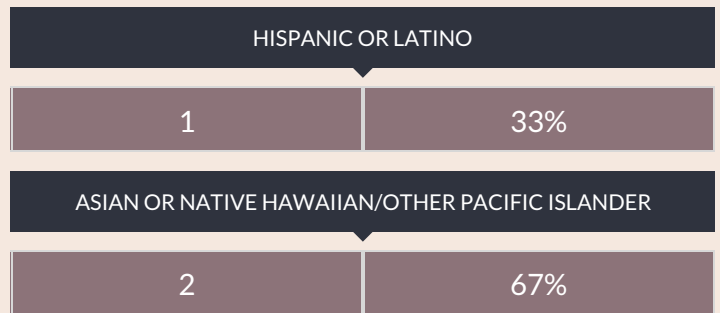 HISPANIC OR LATINO
1 33%
ASIAN OR NATIVE HAWAIIAN/OTHER PACIFIC ISLANDER
2 67%